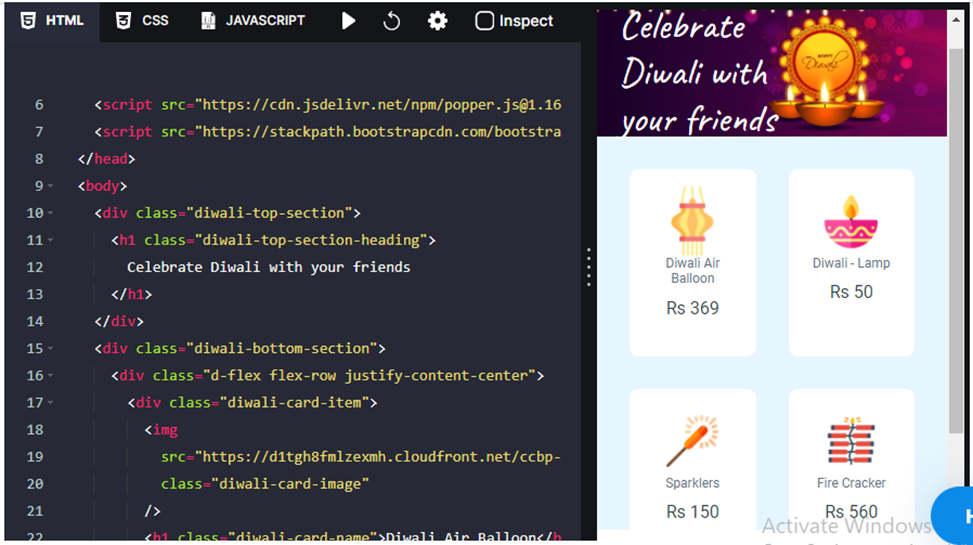 HTML CSS JAVASCRIPT Inspect
6 <script src="https://cdn.jsdelivr.net/npm/popper.js@1.16
7 <script src="https://stackpath.bootstrapcdn.com/bootstra
8 </head>
9 <body>
10 <div class="diwali-top-section">
11 <h1 class="diwali-top-section-heading">
12 Celebrate Diwali with your friends
13 </h1>
14 </div>
15 <div class="diwali-bottom-section">
16 <div class="d-flex flex-row justify-content-center">
17 <div class="diwali-card-item">
18 <img
19 src="https://d1tgh8fmlzexmh.cloudfront.net/ccbp-
20 class="diwali-card-image"
21 />
22 <h1 class="diwali-card-name">Diwali Air Balloon</h
Celebrate
Diwali with
your friends
Diwali
Diwali Air
Balloon
Rs 369
Diwali - Lamp
Rs 50
Sparklers
Rs 150
Fire Cracker
Rs 560
Activate Windows
H